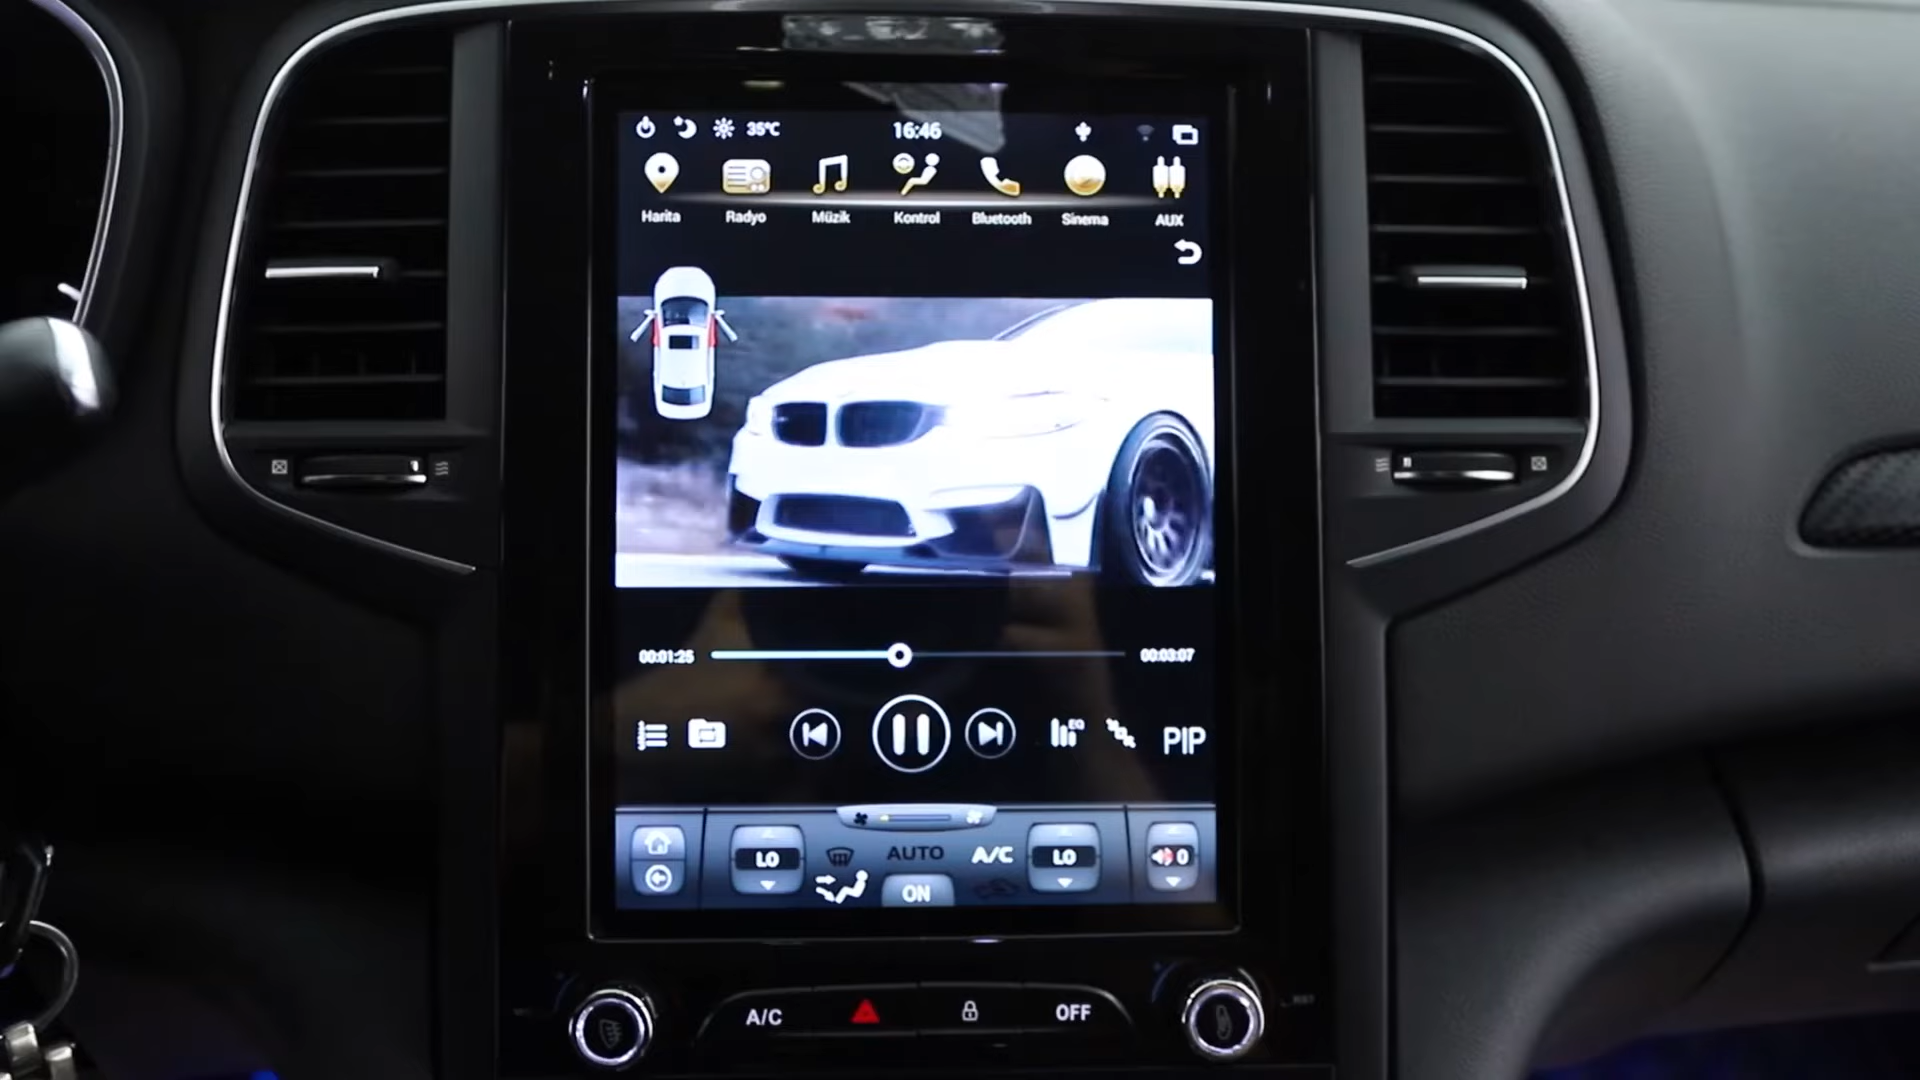 35°C 16:46
Harita Radyo Müzik Kontrol Bluetooth Sinema AUX
00:01:25 00:03:07
EQ
PIP
LO AUTO A/C LO 0
ON
A/C OFF